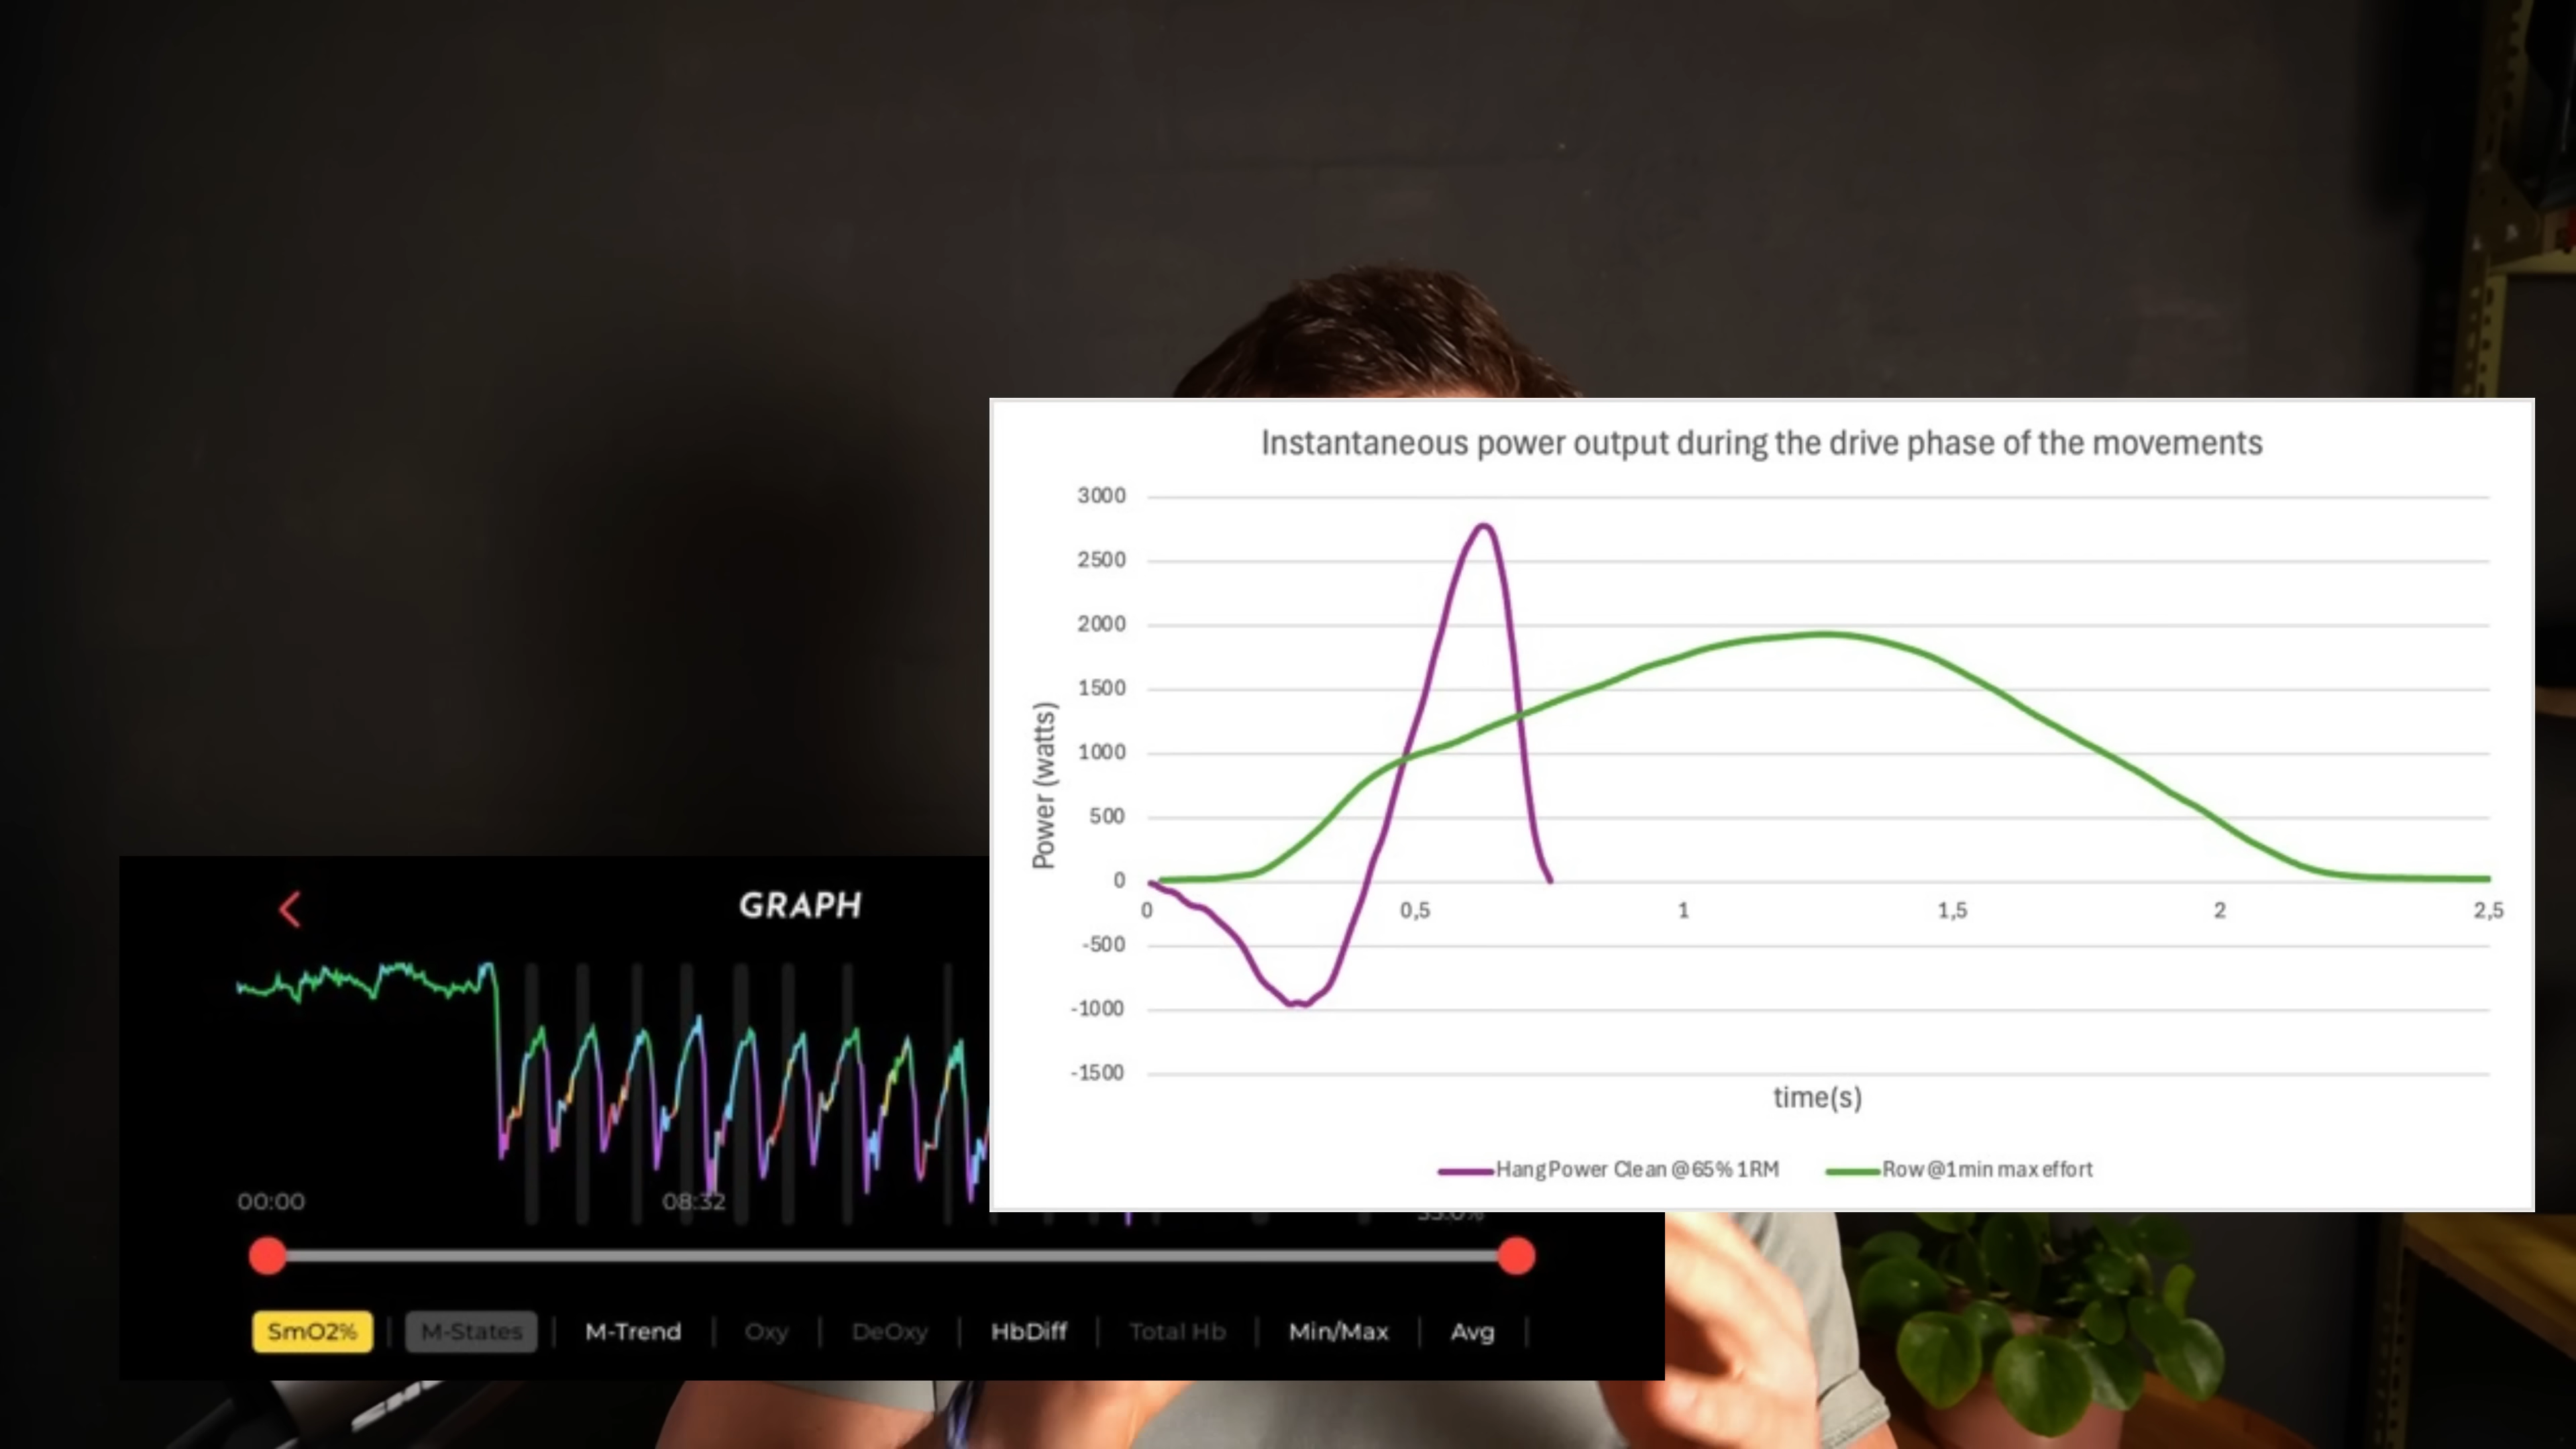 Instantaneous power output during the drive phase of the movements
3000
2500
2000
1500
1000
500
0
-500
-1000
-1500
Power (watts)
0 0,5 1 1,5 2 2,5
time(s)
Hang Power Clean @65% 1RM Row @1min max effort
GRAPH
00:00 08:32
SmO2% | M-States | M-Trend | Oxy | DeOxy | HbDiff | Total Hb | Min/Max | Avg |